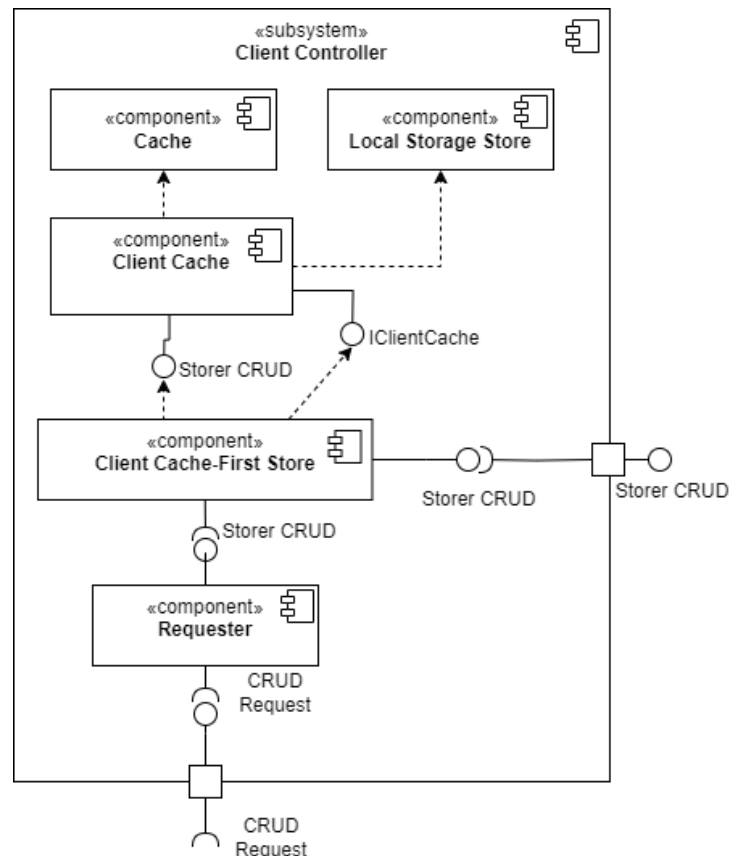 «subsystem»
Client Controller
«component»
Cache
«component»
Local Storage Store
«component»
Client Cache
IClientCache
Storer CRUD
«component»
Client Cache-First Store
Storer CRUD
Storer CRUD
Storer CRUD
«component»
Requester
CRUD
Request
CRUD
Request